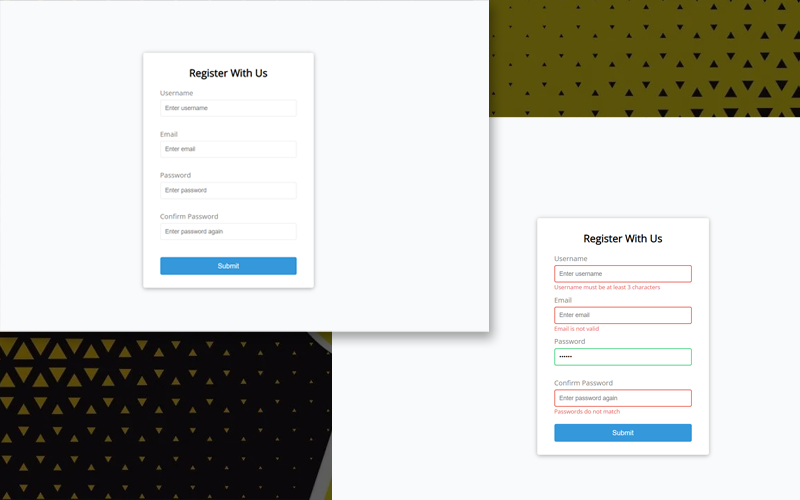 Register With Us
Username
Enter username
Email
Enter email
Password
Enter password
Confirm Password
Enter password again
Submit
Register With Us
Username
Enter username
Username must be at least 3 characters
Email
Enter email
Email is not valid
Password
••••••
Confirm Password
Enter password again
Passwords do not match
Submit